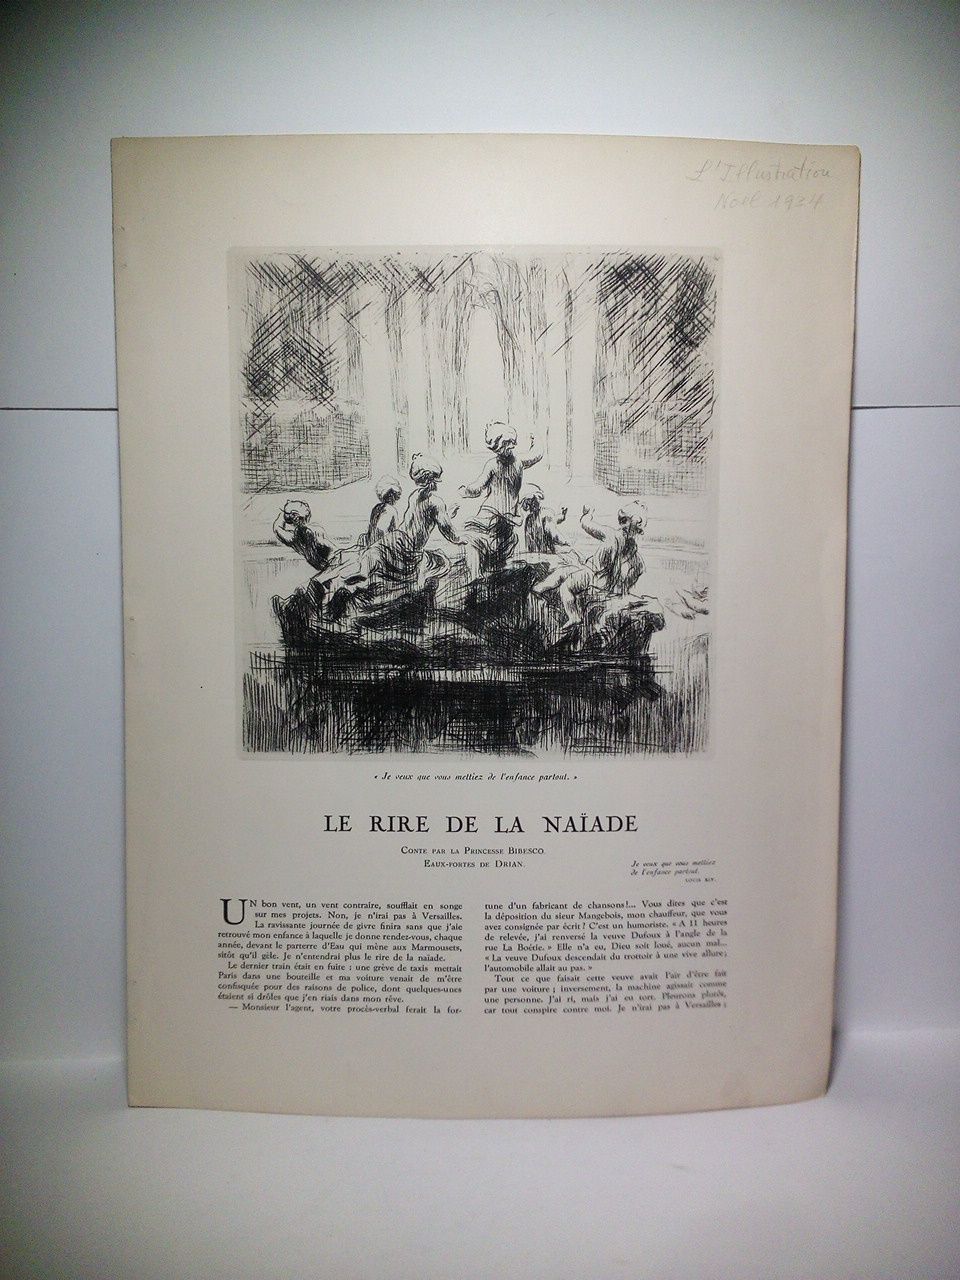 L'Illustration
Noël 1934
« Je veux que vous mettiez de l'enfance partout. »
LE RIRE DE LA NAÏADE
CONTE PAR LA PRINCESSE BIBESCO.
EAUX-FORTES DE DRIAN.
Je veux que vous mettiez
de l'enfance partout.
LOUIS XIV.
UN bon vent, un vent contraire, soufflait en songe
sur mes projets. Non, je n'irai pas à Versailles.
La ravissante journée de givre finira sans que j'aie
retrouvé mon enfance à laquelle je donne rendez-vous, chaque
année, devant le parterre d'Eau qui mène aux Marmousets,
sitôt qu'il gèle. Je n'entendrai plus le rire de la naïade.
Le dernier train était en fuite : une grève de taxis mettait
Paris dans une bouteille et ma voiture venait de m'être
confisquée pour des raisons de police, dont quelques-unes
étaient si drôles que j'en riais dans mon rêve.
— Monsieur l'agent, votre procès-verbal ferait la for-
tune d'un fabricant de chansons !... Vous dites que c'est
la déposition du sieur Mangebois, mon chauffeur, que vous
avez consignée par écrit ? C'est un humoriste. « A 11 heures
de relevée, j'ai renversé la veuve Dufoux à l'angle de la
rue La Boétie. » Elle n'a eu, Dieu soit loué, aucun mal...
« La veuve Dufoux descendait du trottoir à une vive allure ;
l'automobile allait au pas. »
Tout ce que faisait cette veuve avait l'air d'être fait
par une voiture ; inversement, la machine agissait comme
une personne. J'ai ri, mais j'ai eu tort. Pleurons plutôt,
car tout conspire contre moi. Je n'irai pas à Versailles ;